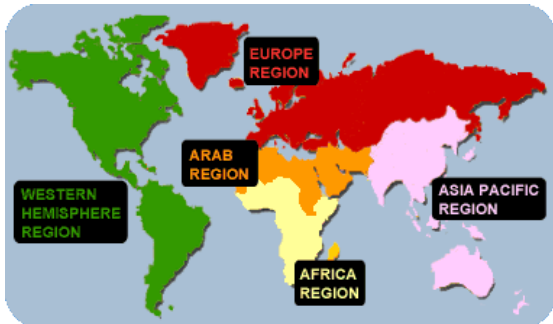 EUROPE
REGION
ARAB
REGION
WESTERN
HEMISPHERE
REGION
ASIA PACIFIC
REGION
AFRICA
REGION